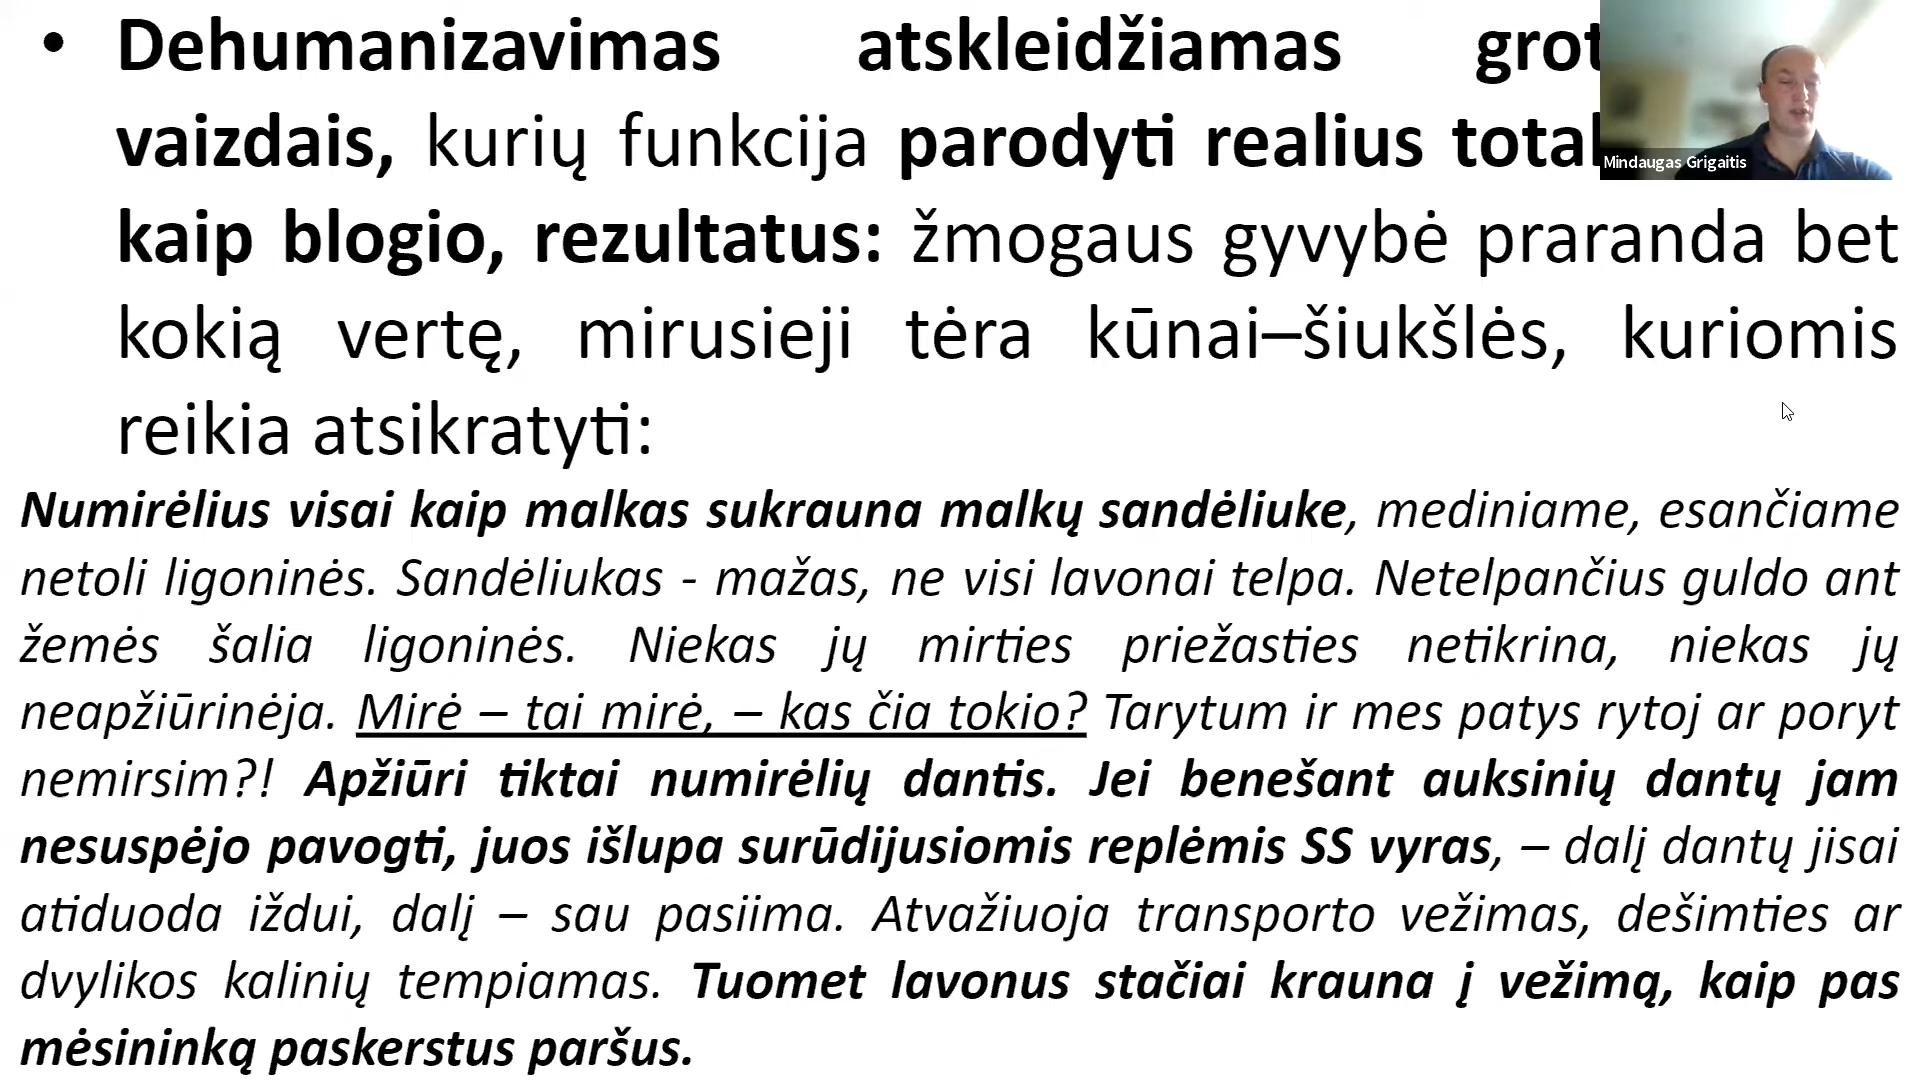 • Dehumanizavimas atskleidžiamas
vaizdais, kurių funkcija parodyti realius
kaip blogio, rezultatus: žmogaus gyvybė praranda bet
kokią vertę, mirusieji tėra kūnai–šiukšlės, kuriomis
reikia atsikratyti:
Numirėlius visai kaip malkas sukrauna malkų sandėliuke, mediniame, esančiame
netoli ligoninės. Sandėliukas - mažas, ne visi lavonai telpa. Netelpančius guldo ant
žemės šalia ligoninės. Niekas jų mirties priežasties netikrina, niekas jų
neapžiūrinėja. Mirė – tai mirė, – kas čia tokio? Tarytum ir mes patys rytoj ar poryt
nemirsim?! Apžiūri tiktai numirėlių dantis. Jei benešant auksinių dantų jam
nesuspėjo pavogti, juos išlupa surūdijusiomis replėmis SS vyras, – dalį dantų jisai
atiduoda iždui, dalį – sau pasiima. Atvažiuoja transporto vežimas, dešimties ar
dvylikos kalinių tempiamas. Tuomet lavonus stačiai krauna į vežimą, kaip pas
mėsininką paskerstus paršus.
Mindaugas Grigaitis